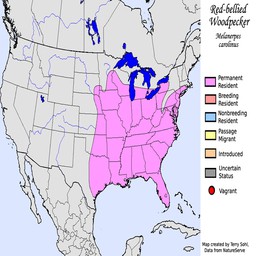 Red-bellied
Woodpecker
Melanerpes
carolinus
Permanent
Resident
Breeding
Resident
Nonbreeding
Resident
Passage
Migrant
Introduced
Uncertain
Status
Vagrant
Map created by Terry Sohl,
Data from NatureServe